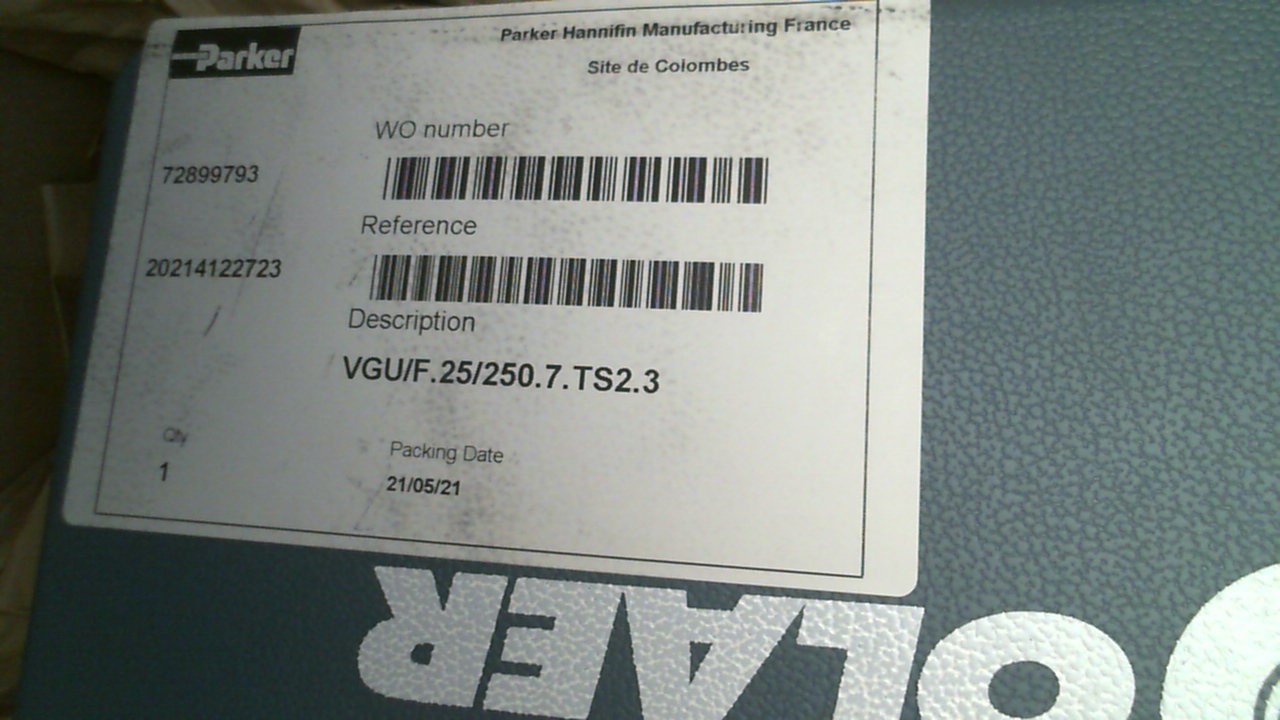 Parker
Parker Hannifin Manufacturing France
Site de Colombes
WO number
72899793
Reference
20214122723
Description
VGU/F.25/250.7.TS2.3
Qty
Packing Date
1
21/05/21
OLAER